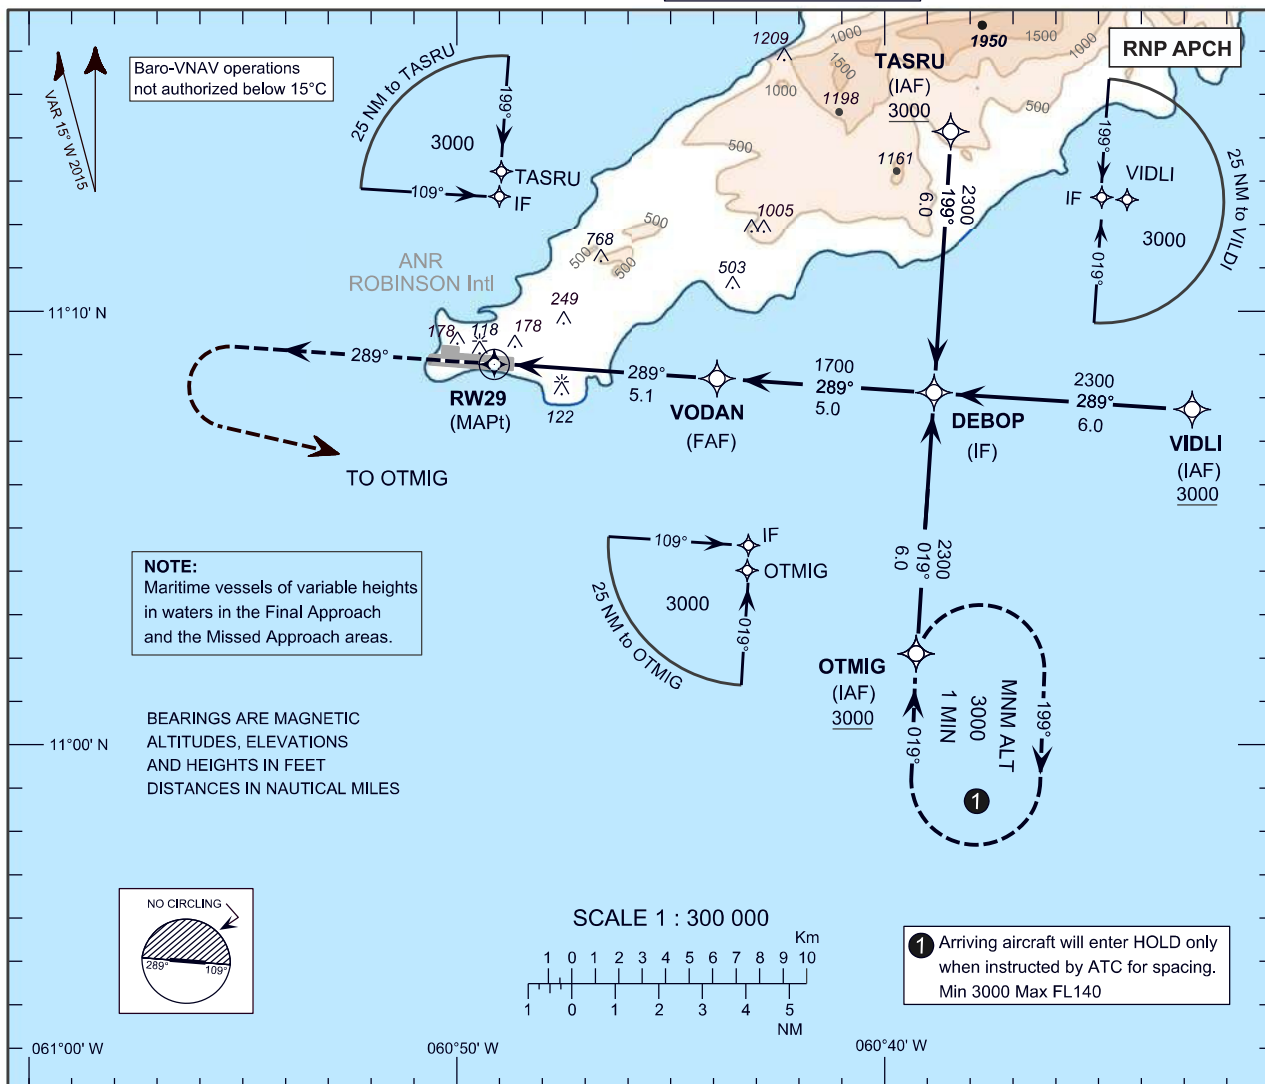 Baro-VNAV operations
not authorized below 15°C
VAR 15° W 2015
25 NM to TASRU
199°
3000
TASRU
109°
IF
1209
1000
1500
1950
1500
1000
TASRU
(IAF)
3000
RNP APCH
1000
1198
500
500
1161
199°
VIDLI
IF
3000
019°
25 NM to VILDI
2300
199°
6.0
1005
768
500
500
500
503
ANR
ROBINSON Intl
249
11°10' N
178
118
178
289°
RW29
(MAPt)
122
289°
5.1
VODAN
(FAF)
1700
289°
5.0
DEBOP
(IF)
2300
289°
6.0
VIDLI
(IAF)
3000
TO OTMIG
109°
IF
OTMIG
3000
019°
25 NM to OTMIG
2300
019°
6.0
NOTE:
Maritime vessels of variable heights
in waters in the Final Approach
and the Missed Approach areas.
OTMIG
(IAF)
3000
MNM ALT
3000
1 MIN
199°
019°
1
BEARINGS ARE MAGNETIC
ALTITUDES, ELEVATIONS
AND HEIGHTS IN FEET
DISTANCES IN NAUTICAL MILES
11°00' N
NO CIRCLING
289°
109°
SCALE 1 : 300 000
Km
1 0 1 2 3 4 5 6 7 8 9 10
1 0 1 2 3 4 5
NM
1 Arriving aircraft will enter HOLD only
when instructed by ATC for spacing.
Min 3000 Max FL140
061°00' W
060°50' W
060°40' W